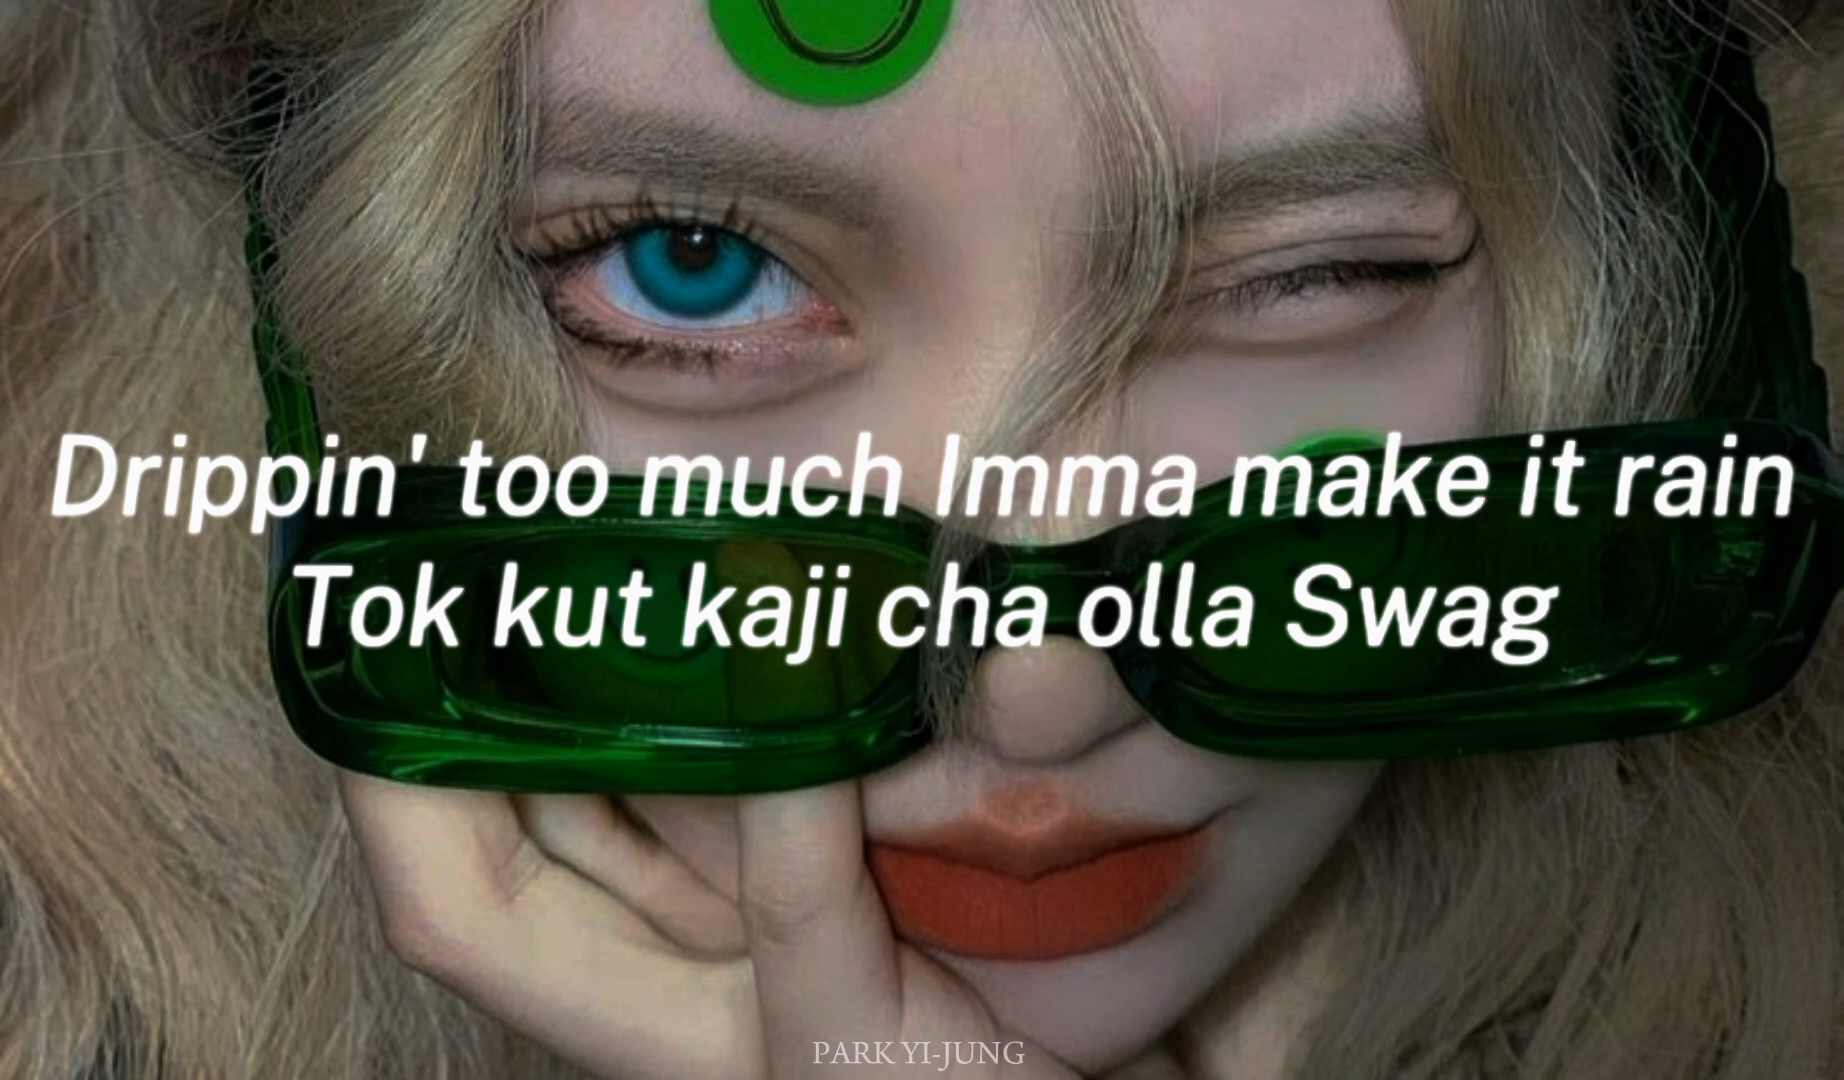 Drippin' too much Imma make it rain
Tok kut kaji cha olla Swag
PARK YI-JUNG